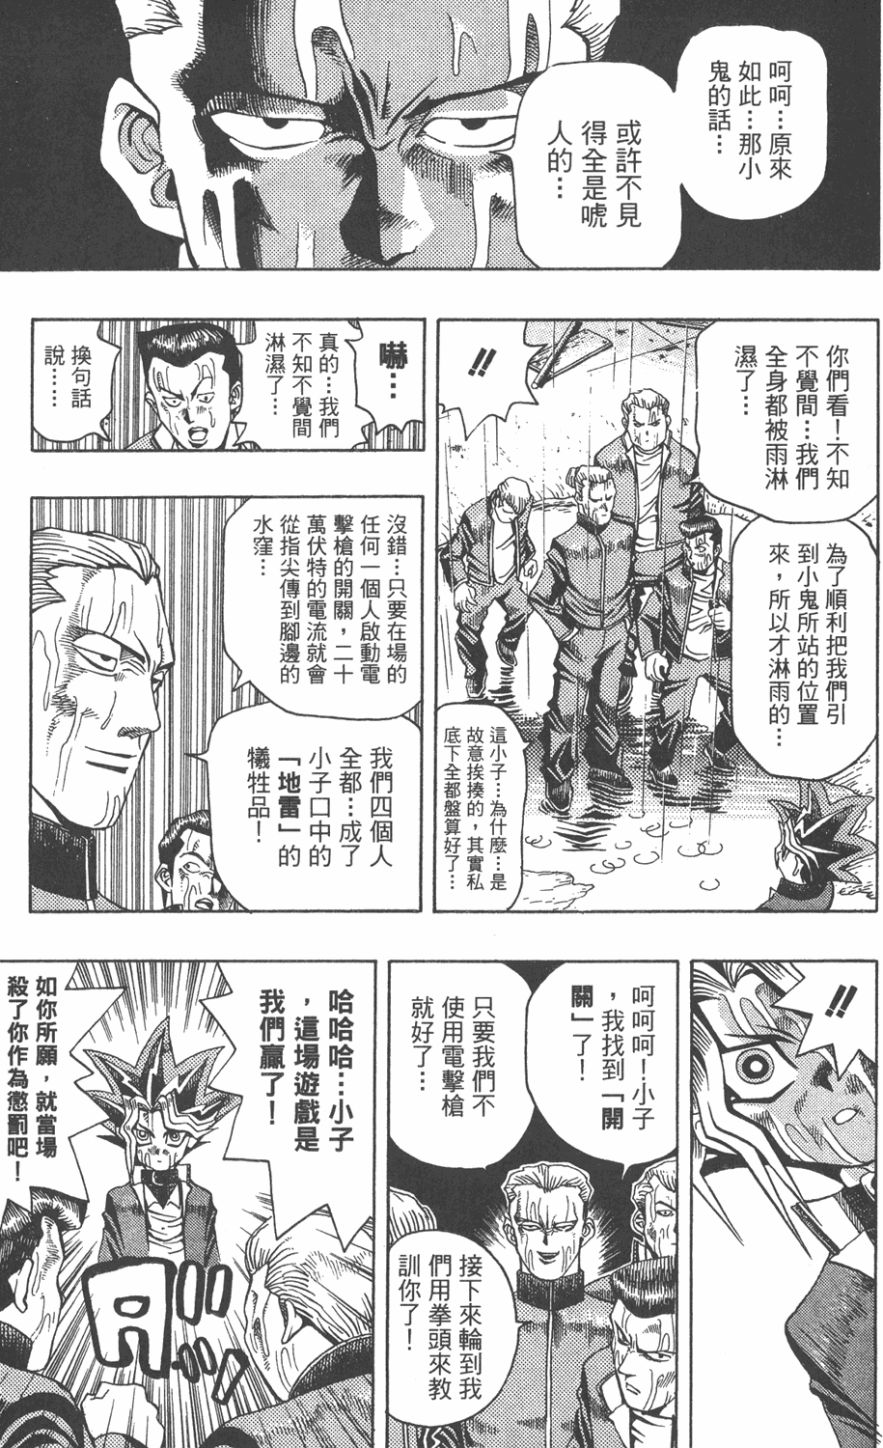 呵呵…原來
如此…那小
鬼的話…
或許不見
得全是唬
人的…
你們看！不知
不覺間…我們
全身都被雨淋
濕了…
為了順利把我們引
到小鬼所站的位置
來，所以才淋雨的…
!!
這小子…為什麼…是
故意挨揍的，其實私
底下全都盤算好了…
嚇…
真的…我們
不知不覺間
淋濕了…
換句話
說……
沒錯…只要在場的
任何一個人啟動電
擊槍的開關，二十
萬伏特的電流就會
從指尖傳到腳邊的
水窪…
我們四個人
全都…成了
小子口中的
「地雷」的
犧牲品！
!!
呵呵呵！小子
，我找到「開
關」了！
只要我們不
使用電擊槍
就好了…
接下來輪到我
們用拳頭來教
訓你了！
哈哈哈…小子
，這場遊戲是
我們贏了！
如你所願，就當場
殺了你作為懲罰吧！